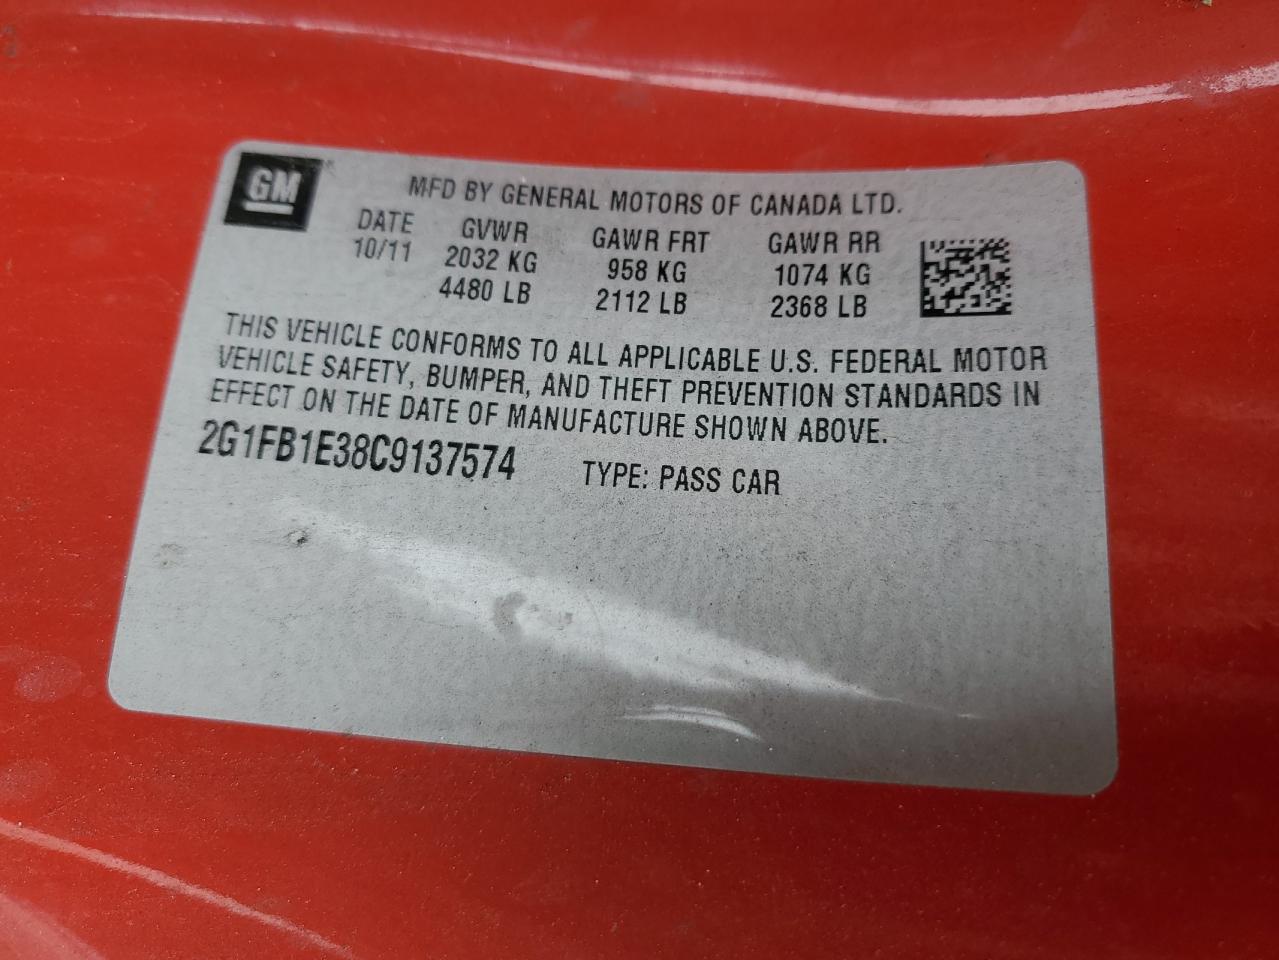 GM
MFD BY GENERAL MOTORS OF CANADA LTD.
DATE GVWR GAWR FRT GAWR RR
10/11 2032 KG 958 KG 1074 KG
4480 LB 2112 LB 2368 LB
THIS VEHICLE CONFORMS TO ALL APPLICABLE U.S. FEDERAL MOTOR
VEHICLE SAFETY, BUMPER, AND THEFT PREVENTION STANDARDS IN
EFFECT ON THE DATE OF MANUFACTURE SHOWN ABOVE.
2G1FB1E38C9137574 TYPE: PASS CAR